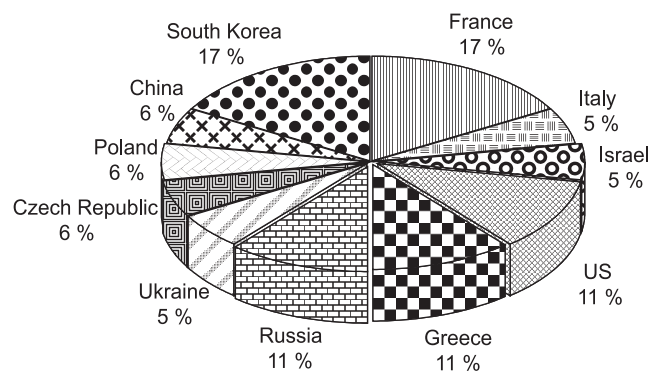 France
17 %
Italy
5 %
Israel
5 %
US
11 %
Greece
11 %
Russia
11 %
Ukraine
5 %
Czech Republic
6 %
Poland
6 %
China
6 %
South Korea
17 %